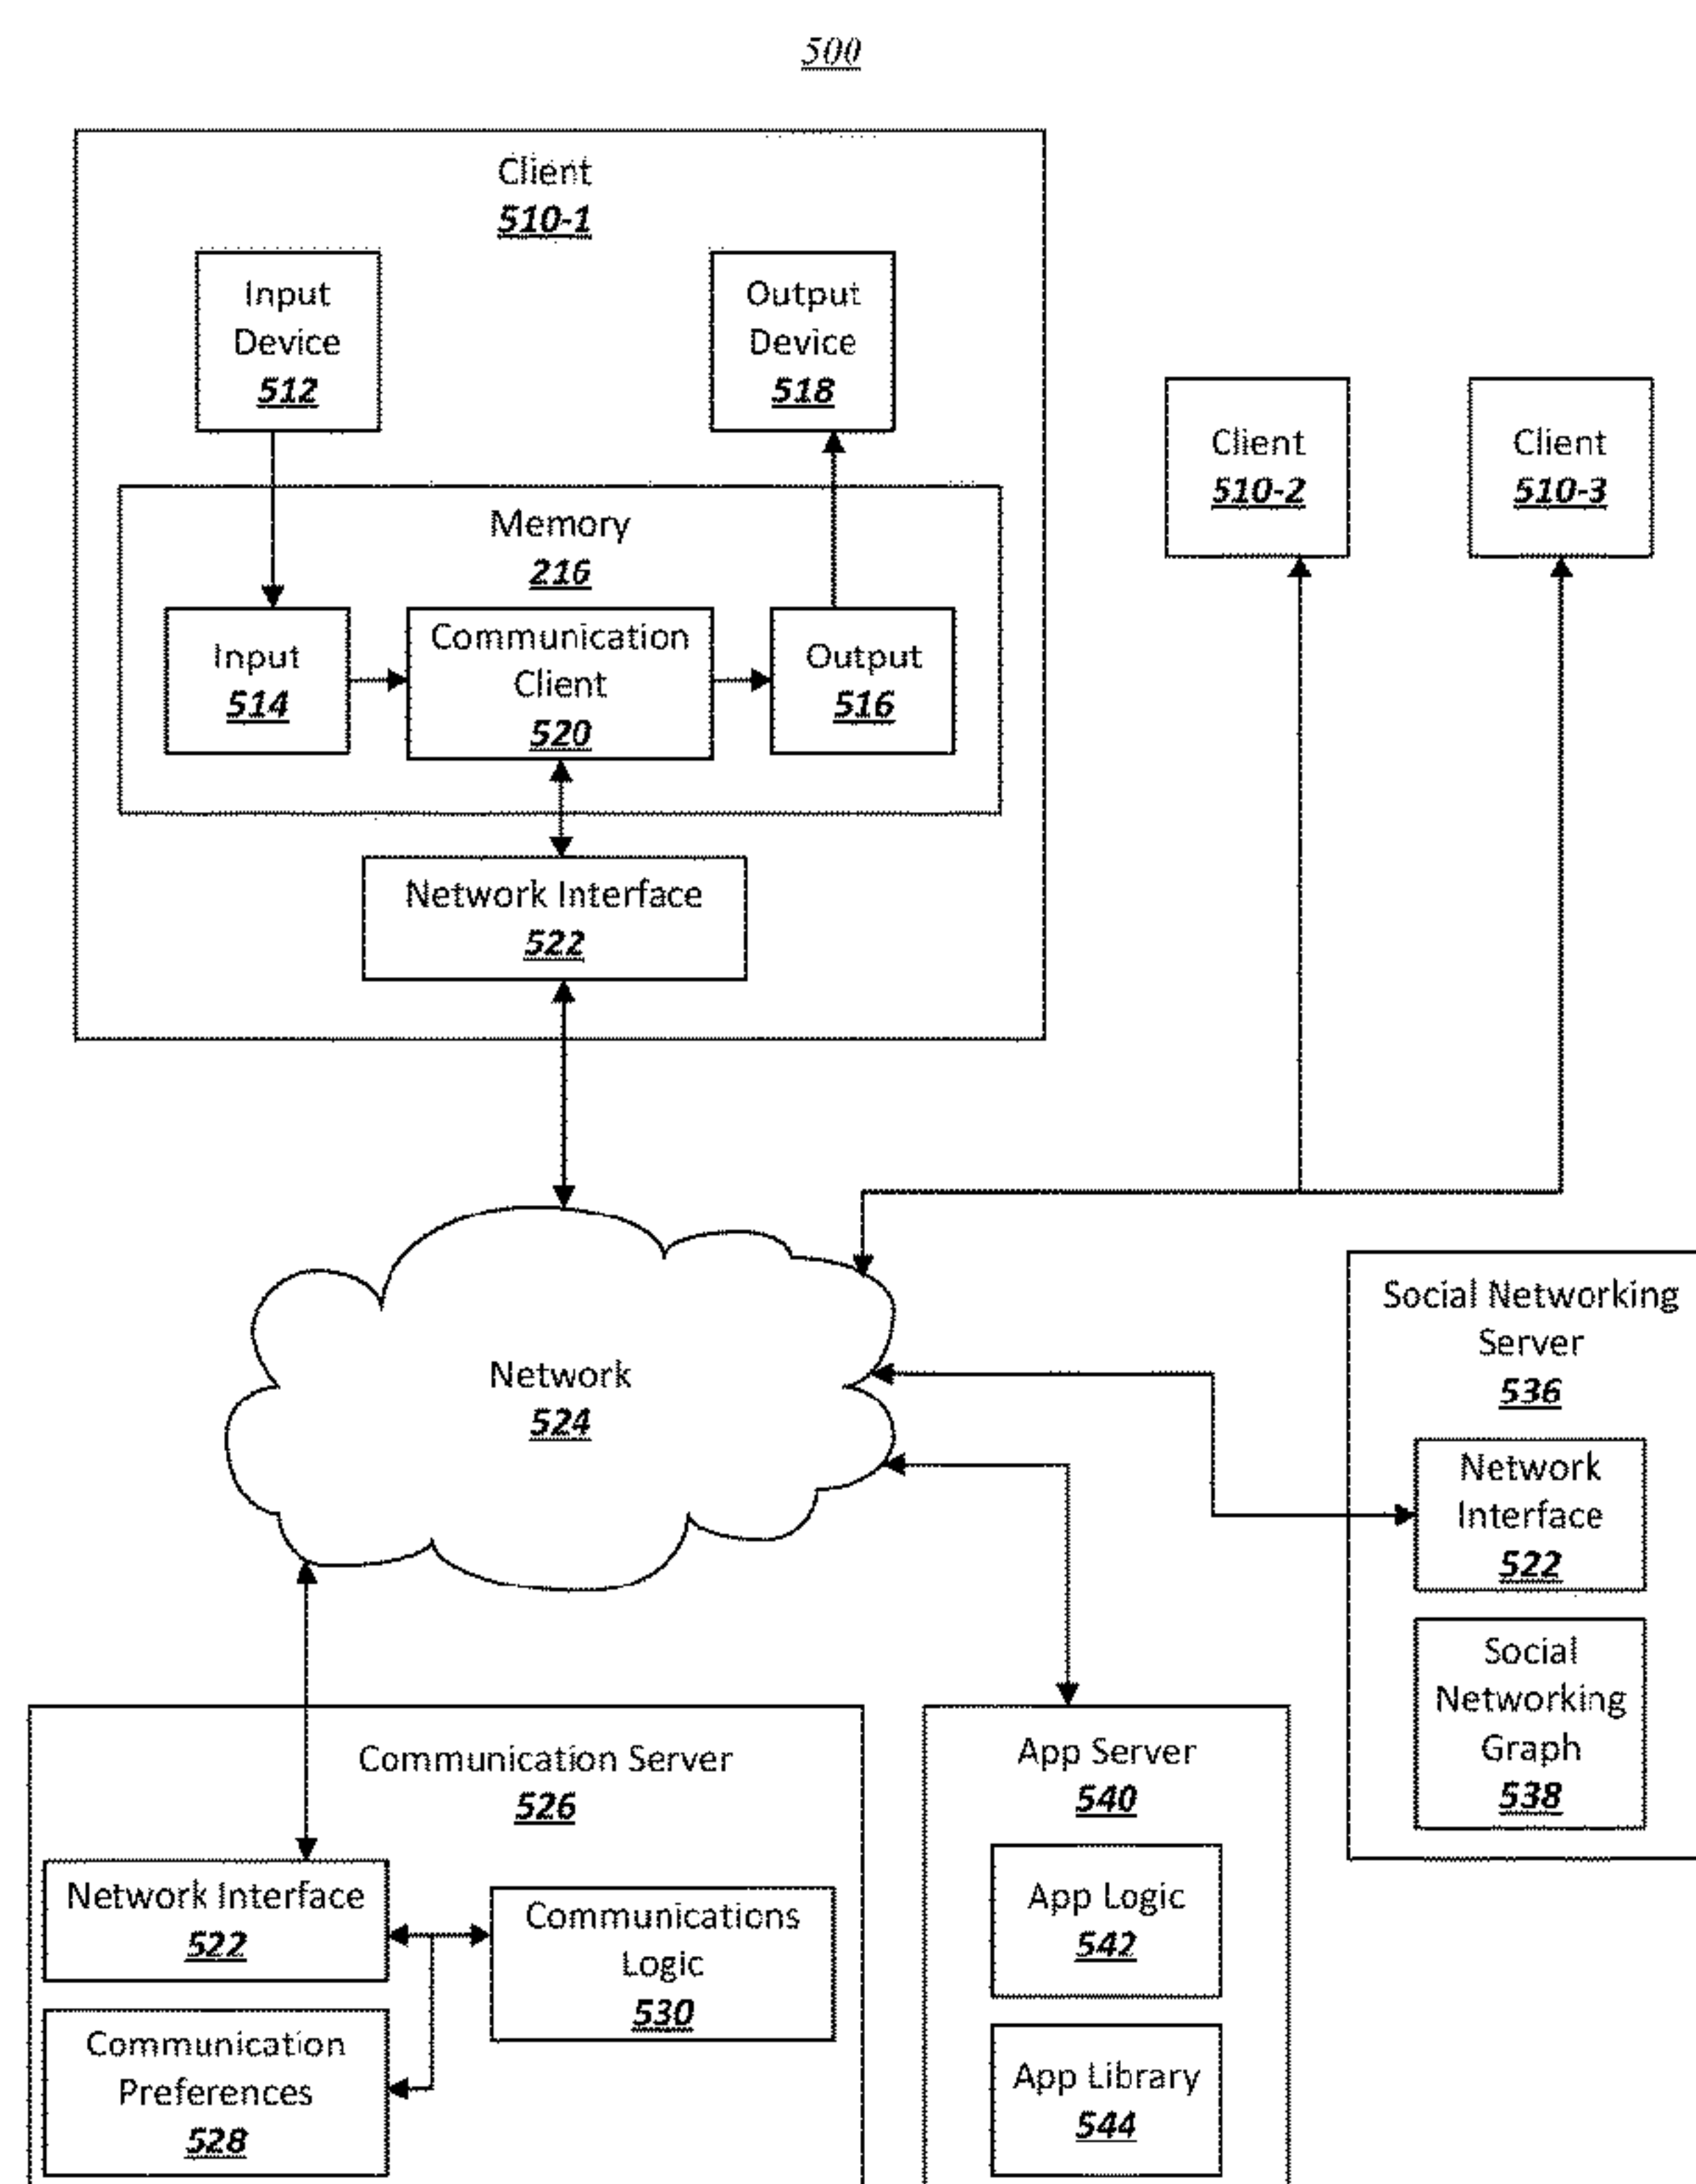 500
Client
510-1
Input
Device
512
Output
Device
518
Client
510-2
Client
510-3
Memory
216
Input
514
Communication
Client
520
Output
516
Network Interface
522
Network
524
Social Networking
Server
536
Network
Interface
522
Social
Networking
Graph
538
Communication Server
526
Network Interface
522
Communications
Logic
530
Communication
Preferences
528
App Server
540
App Logic
542
App Library
544